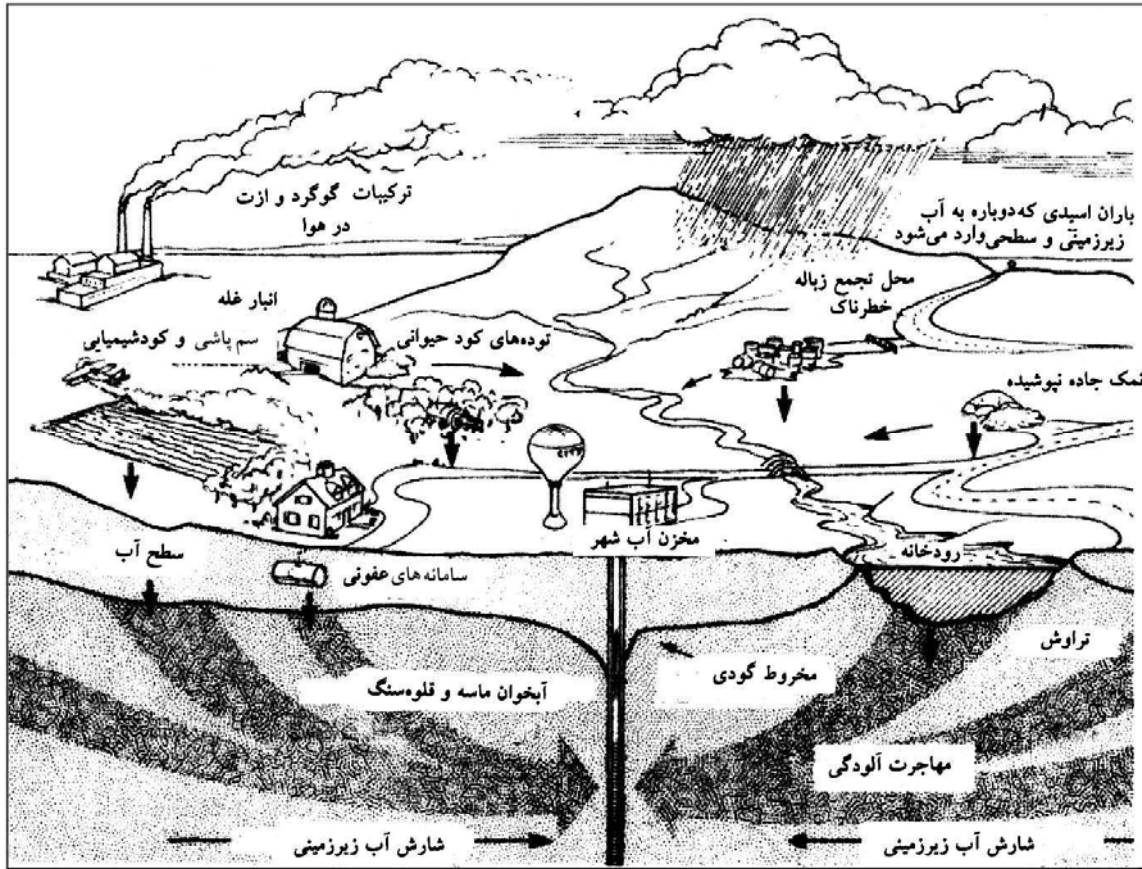 ترکیبات گوگرد و ازت
در هوا
باران اسیدی که دوباره به آب
زیرزمینی و سطحی وارد می‌شود
محل تجمع زباله
خطرناک
انبار غله
سم پاشی و کودشیمیایی
توده‌های کود حیوانی
نمک جاده نپوشیده
مخزن آب شهر
رودخانه
سطح آب
سامانه‌های عفونی
تراوش
مخروط گودی
آبخوان ماسه و قلوه‌سنگ
مهاجرت آلودگی
شارش آب زیرزمینی
شارش آب زیرزمینی